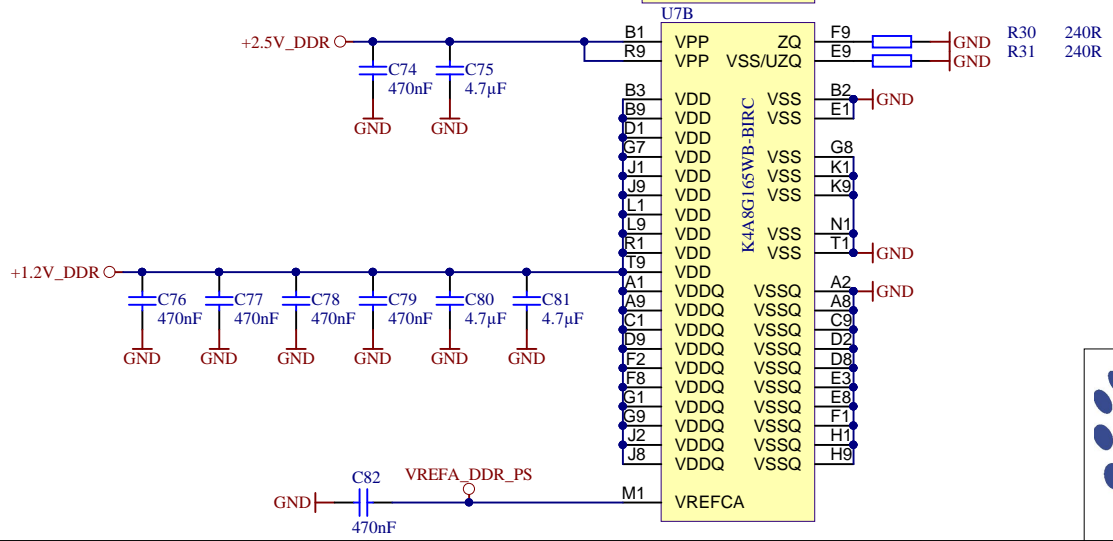 U7B
+2.5V_DDR
B1 VPP ZQ F9 GND R30 240R
R9 VPP VSS/UZQ E9 GND R31 240R
C74 470nF GND
C75 4.7µF GND
B3 VDD VSS B2 GND
B9 VDD VSS E1
D1 VDD
G7 VDD VSS G8
J1 VDD VSS K1
J9 VDD VSS K9
L1 VDD
L9 VDD VSS N1
R1 VDD VSS T1 GND
K4A8G165WB-BIRC
+1.2V_DDR
T9 VDD
A1 VDDQ VSSQ A2 GND
A9 VDDQ VSSQ A8
C1 VDDQ VSSQ C9
D9 VDDQ VSSQ D2
F2 VDDQ VSSQ D8
F8 VDDQ VSSQ E3
G1 VDDQ VSSQ E8
G9 VDDQ VSSQ F1
J2 VDDQ VSSQ H1
J8 VDDQ VSSQ H9
C76 470nF GND
C77 470nF GND
C78 470nF GND
C79 470nF GND
C80 4.7µF GND
C81 4.7µF GND
C82 VREFA_DDR_PS
GND M1 VREFCA
470nF